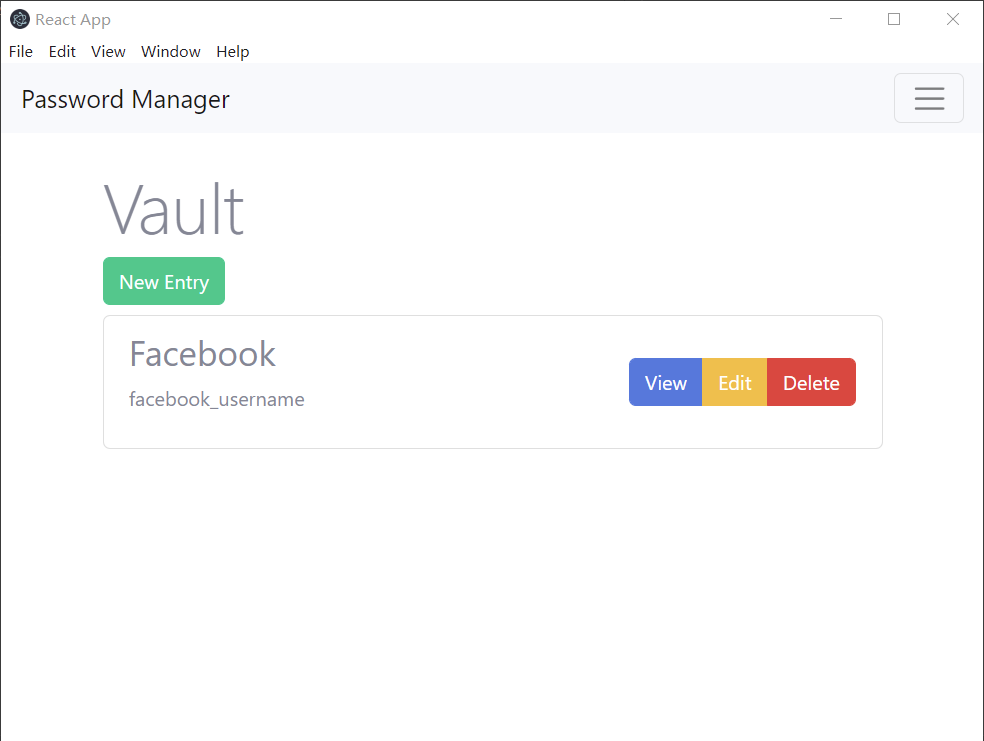 React App
File Edit View Window Help
Password Manager
Vault
New Entry
Facebook
facebook_username
View Edit Delete